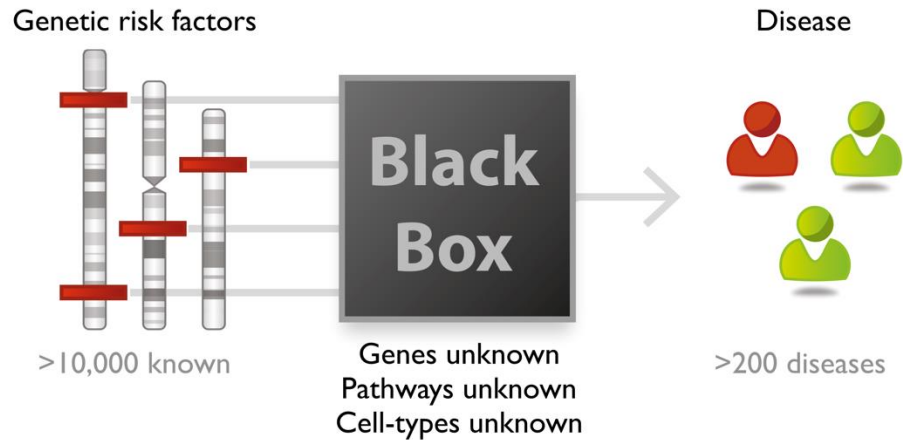 Genetic risk factors
Disease
Black
Box
>10,000 known
Genes unknown
Pathways unknown
Cell-types unknown
>200 diseases